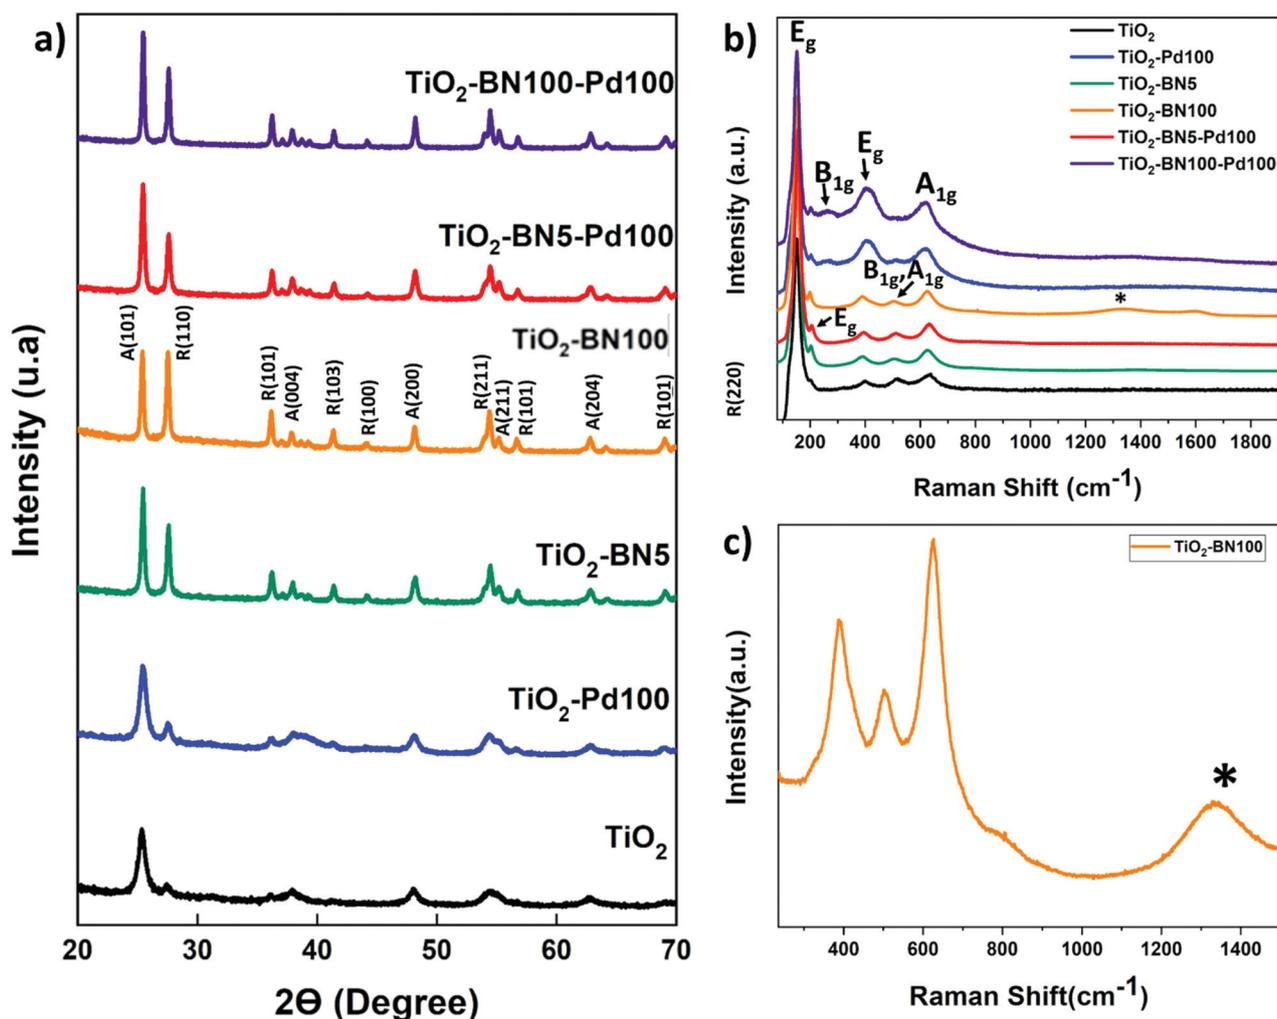 a)
TiO2-BN100-Pd100
TiO2-BN5-Pd100
TiO2-BN100
A(101)
R(110)
R(101)
A(004)
R(103)
R(100)
A(200)
R(211)
A(211)
R(101)
A(204)
R(101)
TiO2-BN5
TiO2-Pd100
TiO2
Intensity (u.a)
20 30 40 50 60 70
2Θ (Degree)
b)
Eg
TiO2
TiO2-Pd100
TiO2-BN5
TiO2-BN100
TiO2-BN5-Pd100
TiO2-BN100-Pd100
B1g
Eg
A1g
B1g,A1g
*
Eg
Intensity (a.u.)
R(220)
200 400 600 800 1000 1200 1400 1600 1800
Raman Shift (cm-1)
c)
TiO2-BN100
*
Intensity(a.u.)
400 600 800 1000 1200 1400
Raman Shift(cm-1)